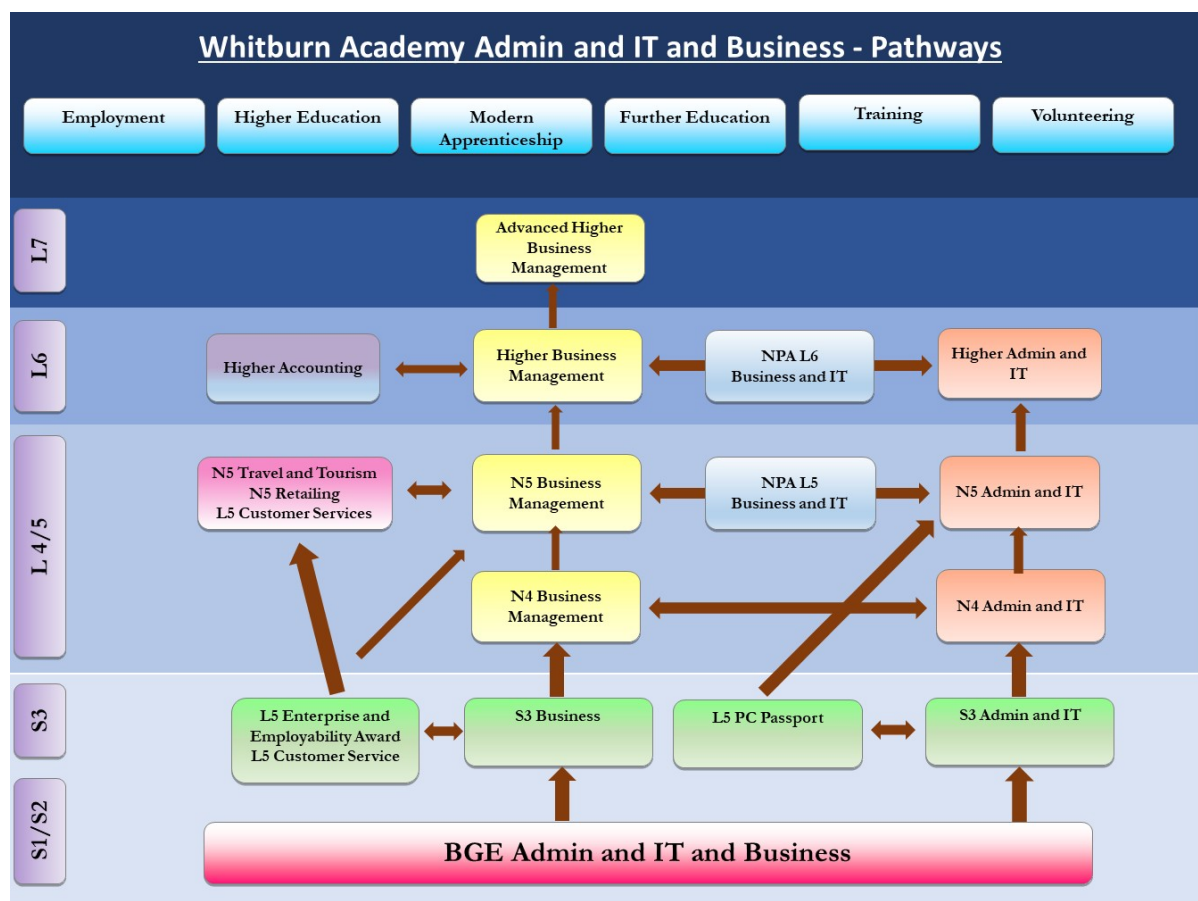 Whitburn Academy Admin and IT and Business - Pathways
Employment
Higher Education
Modern
Apprenticeship
Further Education
Training
Volunteering
L7
Advanced Higher
Business
Management
L6
Higher Accounting
Higher Business
Management
NPA L6
Business and IT
Higher Admin and
IT
L 4/5
N5 Travel and Tourism
N5 Retailing
L5 Customer Services
N5 Business
Management
NPA L5
Business and IT
N5 Admin and IT
N4 Business
Management
N4 Admin and IT
S3
L5 Enterprise and
Employability Award
L5 Customer Service
S3 Business
L5 PC Passport
S3 Admin and IT
S1/S2
BGE Admin and IT and Business